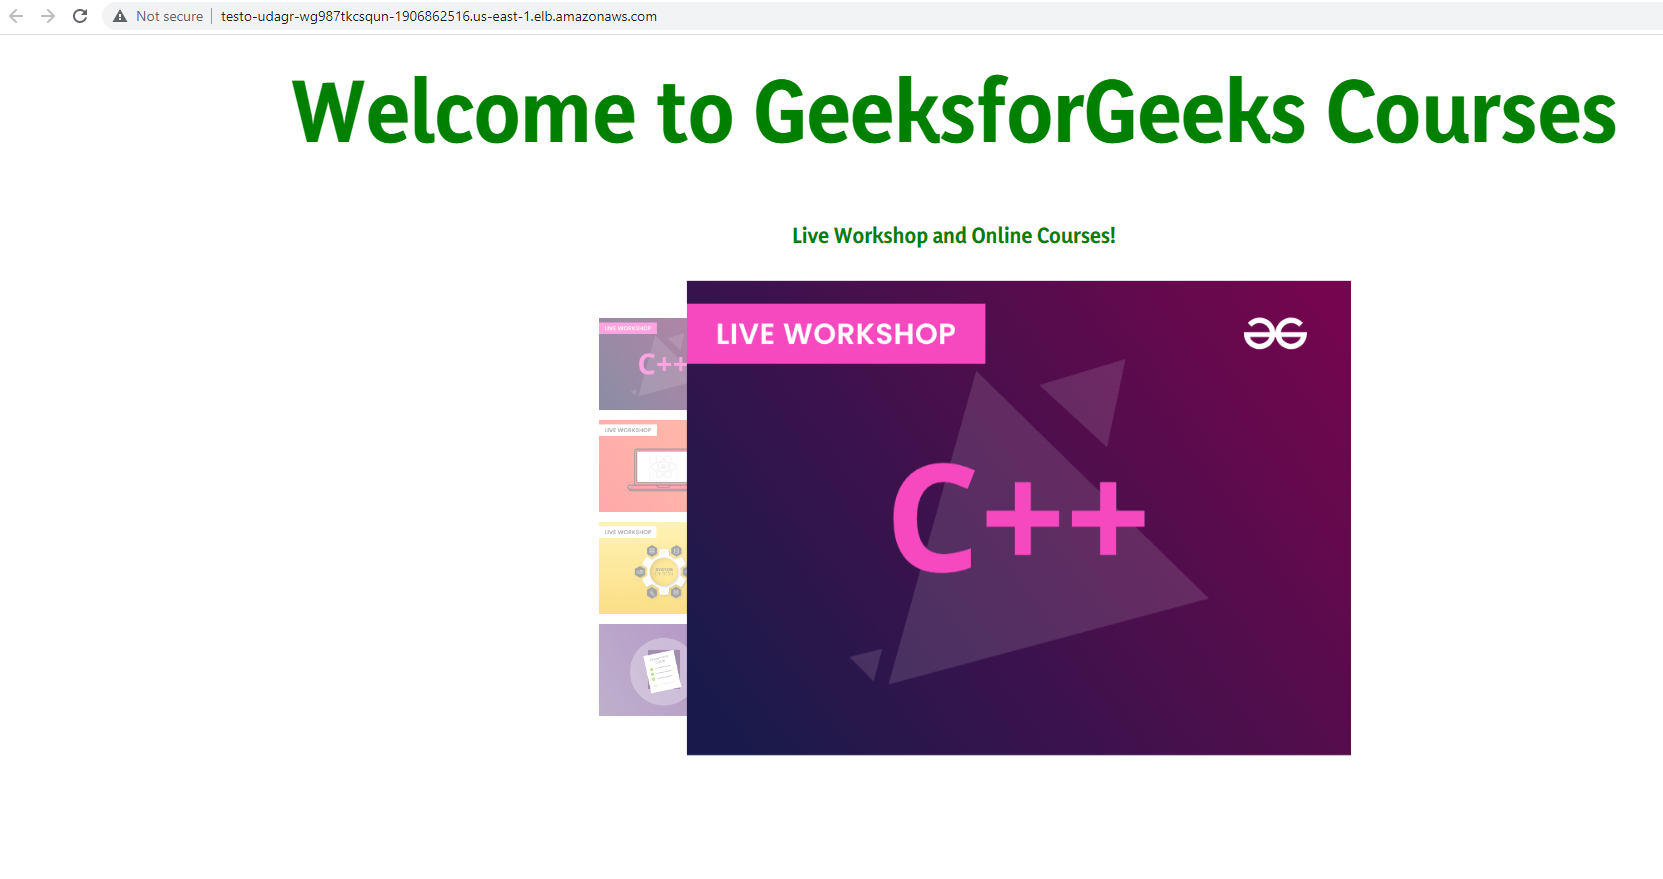 Not secure
testo-udagr-wg987tkcsqun-1906862516.us-east-1.elb.amazonaws.com
Welcome to GeeksforGeeks Courses
Live Workshop and Online Courses!
LIVE WORKSHOP
C++
LIVE WORKSHOP
C++
LIVE WORKSHOP
LIVE WORKSHOP